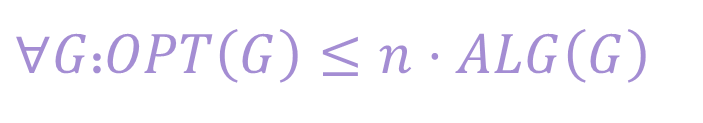 ∀G:OPT(G) ≤ n · ALG(G)